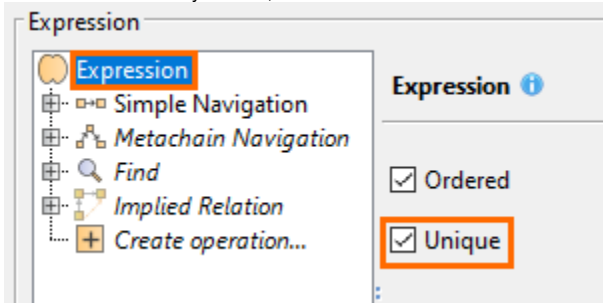 Expression
Expression
Simple Navigation
Metachain Navigation
Find
Implied Relation
Create operation...
Expression
Ordered
Unique